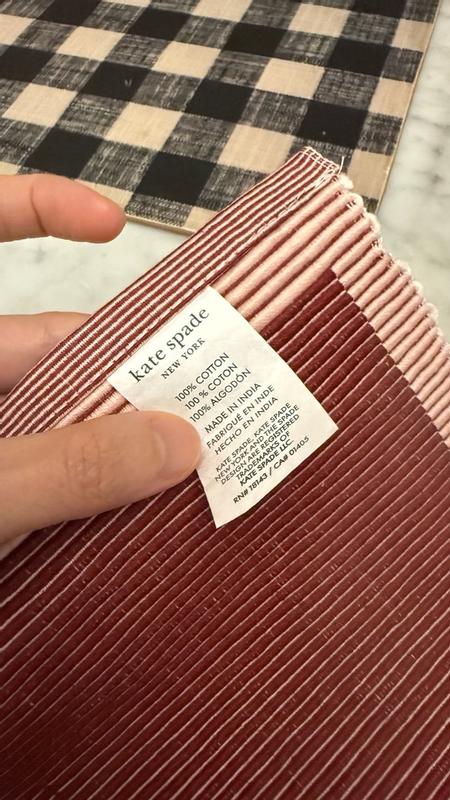 kate spade
NEW YORK
100% COTTON
100 % COTON
100% ALGODÓN
MADE IN INDIA
FABRIQUÉ EN INDE
HECHO EN INDIA
KATE SPADE, KATE SPADE
NEW YORK AND THE SPADE
DESIGN ARE REGISTERED
TRADEMARKS OF
KATE SPADE LLC
RN# 18143 / CA# 01405